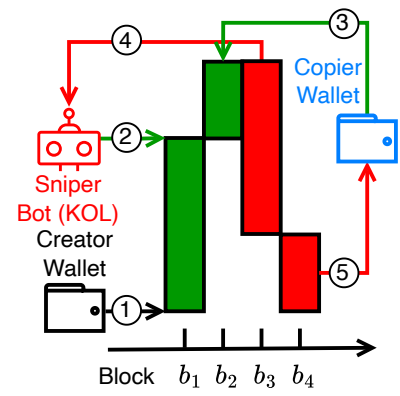 4
3
Copier
Wallet
2
Sniper
Bot (KOL)
Creator
Wallet
1
5
Block b1 b2 b3 b4